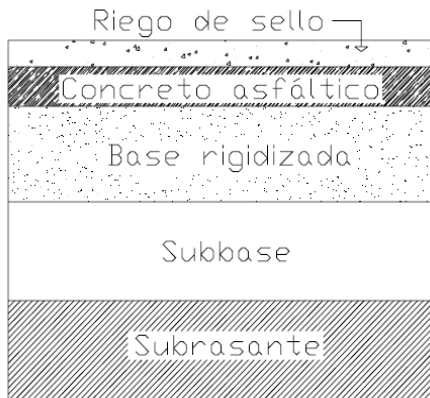 Riego de sello
Concreto asfáltico
Base rigidizada
Subbase
Subrasante